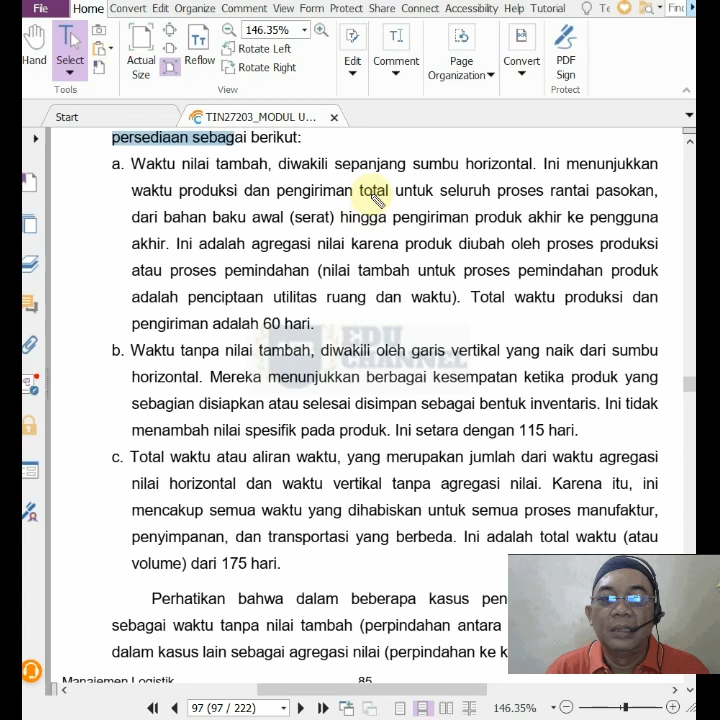 File Home Convert Edit Organize Comment View Form Protect Share Connect Accessibility Help Tutorial
Hand Select Actual Size Reflow 146.35% Rotate Left Rotate Right Edit Comment Page Organization Convert PDF Sign
Tools View Protect
Start TIN27203_MODUL U...
persediaan sebagai berikut:
a. Waktu nilai tambah, diwakili sepanjang sumbu horizontal. Ini menunjukkan
waktu produksi dan pengiriman total untuk seluruh proses rantai pasokan,
dari bahan baku awal (serat) hingga pengiriman produk akhir ke pengguna
akhir. Ini adalah agregasi nilai karena produk diubah oleh proses produksi
atau proses pemindahan (nilai tambah untuk proses pemindahan produk
adalah penciptaan utilitas ruang dan waktu). Total waktu produksi dan
pengiriman adalah 60 hari.
EDU CHANNEL
b. Waktu tanpa nilai tambah, diwakili oleh garis vertikal yang naik dari sumbu
horizontal. Mereka menunjukkan berbagai kesempatan ketika produk yang
sebagian disiapkan atau selesai disimpan sebagai bentuk inventaris. Ini tidak
menambah nilai spesifik pada produk. Ini setara dengan 115 hari.
c. Total waktu atau aliran waktu, yang merupakan jumlah dari waktu agregasi
nilai horizontal dan waktu vertikal tanpa agregasi nilai. Karena itu, ini
mencakup semua waktu yang dihabiskan untuk semua proses manufaktur,
penyimpanan, dan transportasi yang berbeda. Ini adalah total waktu (atau
volume) dari 175 hari.
Perhatikan bahwa dalam beberapa kasus pen
sebagai waktu tanpa nilai tambah (perpindahan antara
dalam kasus lain sebagai agregasi nilai (perpindahan ke k
Manajemen Logistik 85
97 (97 / 222) 146.35%